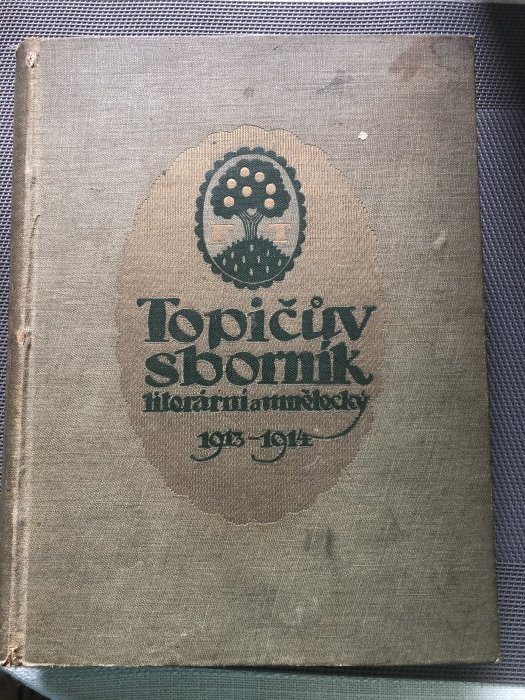 F T
Topičův
sborník
literární a umělecký
1913-1914